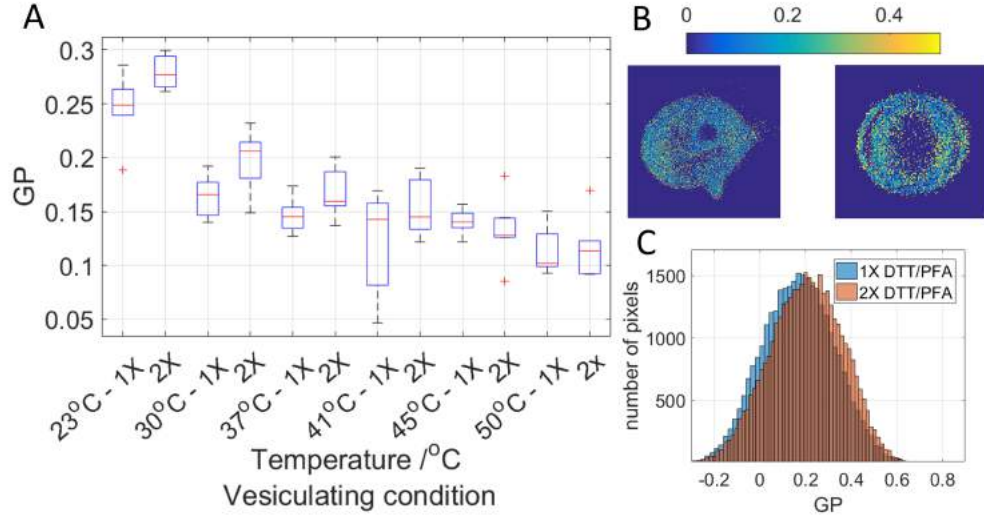 A
GP
0.3
0.25
0.2
0.15
0.1
0.05
23°C - 1X
2X
30°C - 1X
2X
37°C - 1X
2X
41°C - 1X
2X
45°C - 1X
2X
50°C - 1X
2x
Temperature /°C
Vesiculating condition
B
0 0.2 0.4
C
1X DTT/PFA
2X DTT/PFA
number of pixels
1500
1000
500
-0.2 0 0.2 0.4 0.6 0.8
GP